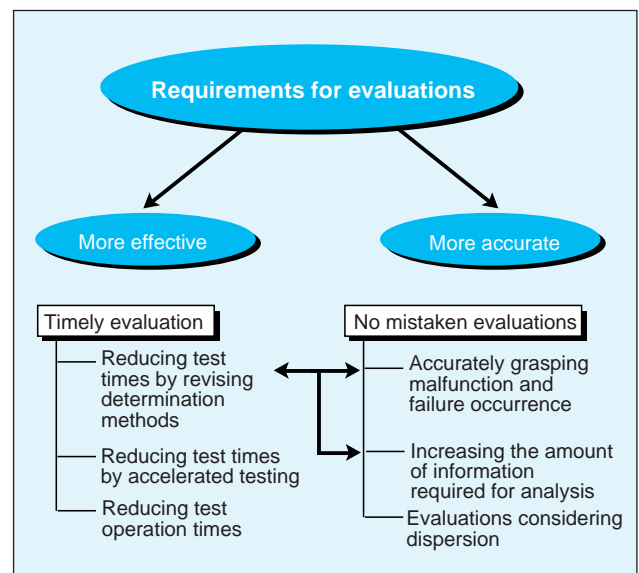 Requirements for evaluations
More effective
More accurate
Timely evaluation
Reducing test
times by revising
determination
methods
Reducing test times
by accelerated testing
Reducing test
operation times
No mistaken evaluations
Accurately grasping
malfunction and
failure occurrence
Increasing the amount
of information
required for analysis
Evaluations considering
dispersion